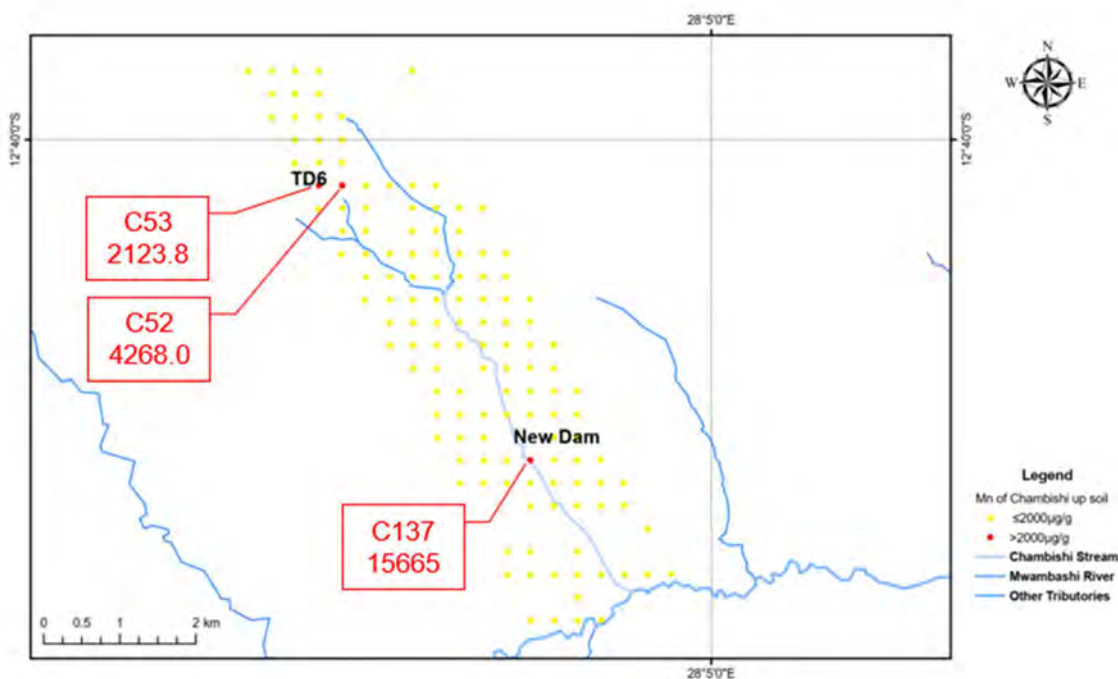 28°5'0"E
N
W E
S
12°40'0"S
12°40'0"S
TD6
C53
2123.8
C52
4268.0
New Dam
C137
15665
Legend
Mn of Chambishi up soil
≤2000μg/g
>2000μg/g
Chambishi Stream
Mwambashi River
Other Tributories
0 0.5 1 2 km
28°5'0"E